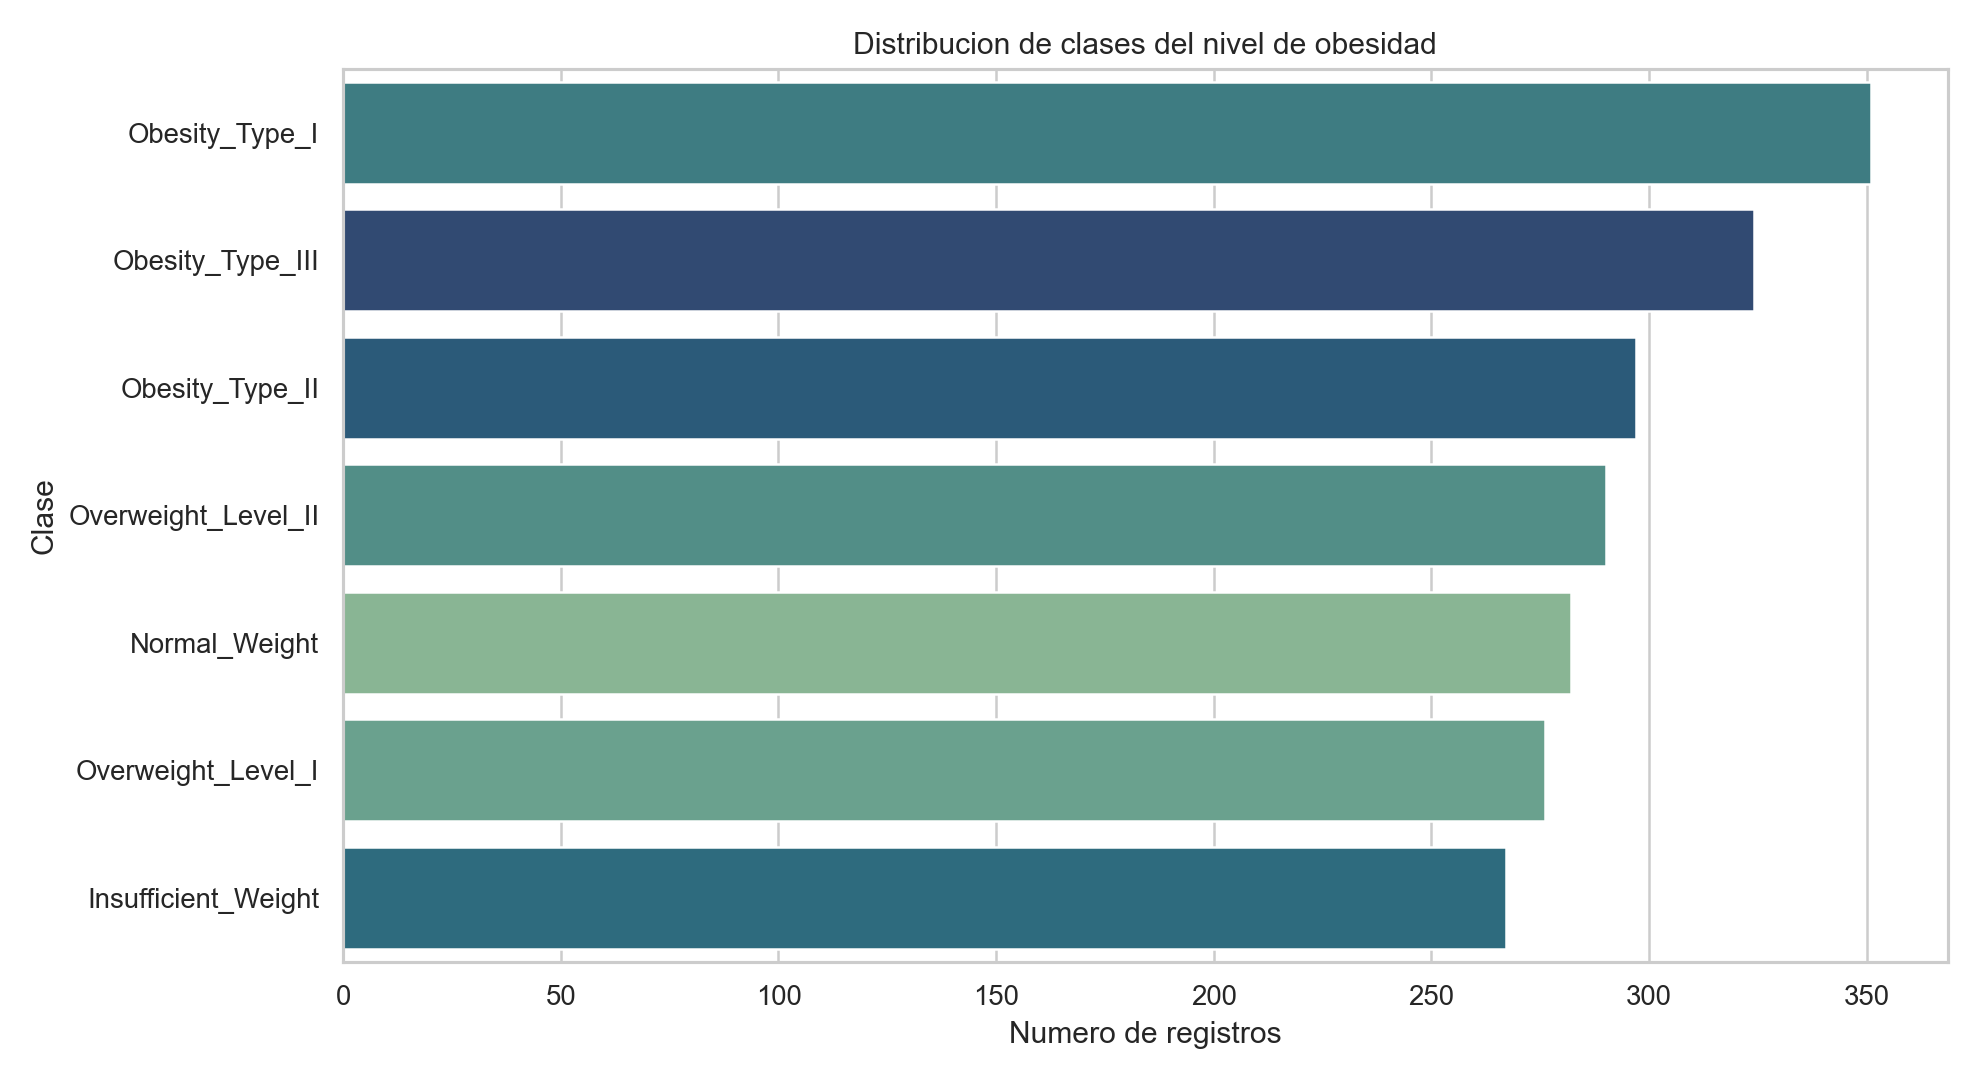 Distribucion de clases del nivel de obesidad
Clase
Obesity_Type_I
Obesity_Type_III
Obesity_Type_II
Overweight_Level_II
Normal_Weight
Overweight_Level_I
Insufficient_Weight
0 50 100 150 200 250 300 350
Numero de registros